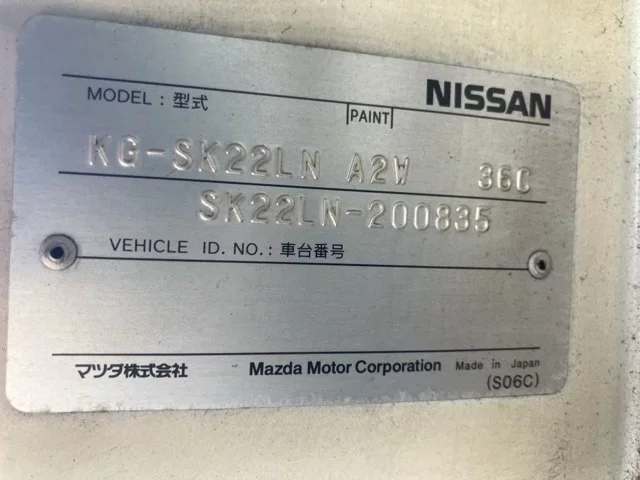 NISSAN
MODEL : 型式
PAINT
KG-SK22LN A2W 36C
SK22LN-200835
VEHICLE ID. NO. : 車台番号
マツダ株式会社 Mazda Motor Corporation Made in Japan
(S06C)